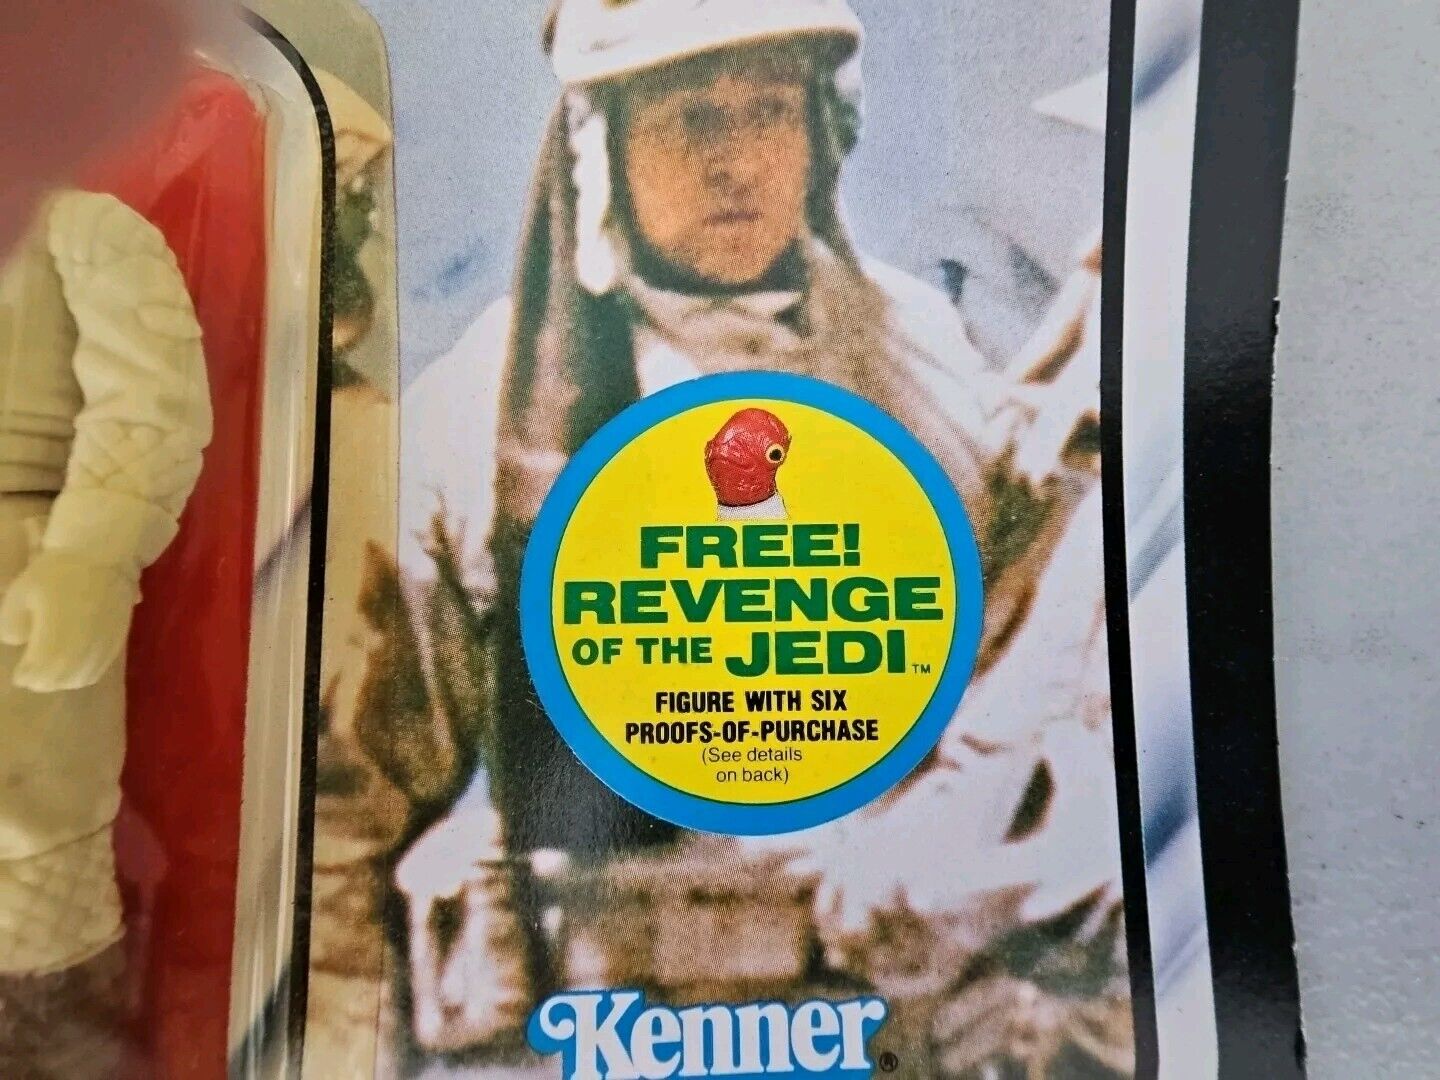 FREE!
REVENGE
OF THE JEDI™
FIGURE WITH SIX
PROOFS-OF-PURCHASE
(See details
on back)
Kenner®